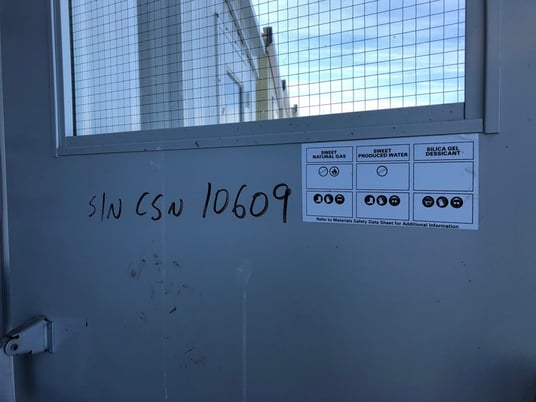 S/N CSN 10609
SWEET
NATURAL GAS
SWEET
PRODUCED WATER
SILICA GEL
DESSICANT
Refer to Materials Safety Data Sheet for Additional Information